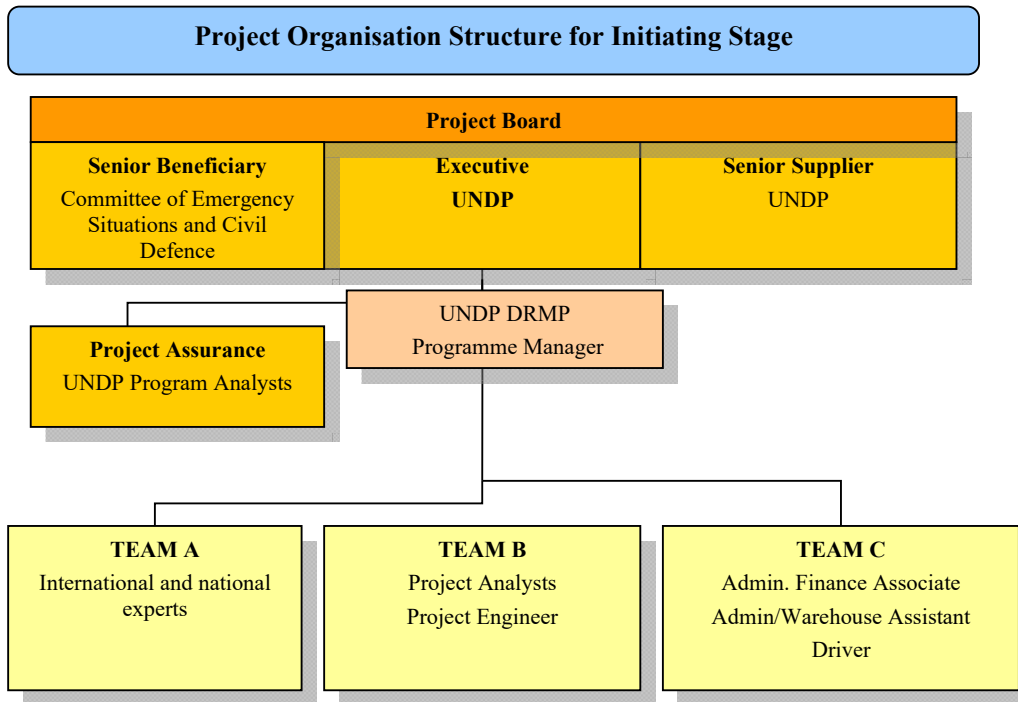 Project Organisation Structure for Initiating Stage
Project Board
Senior Beneficiary
Committee of Emergency
Situations and Civil
Defence
Executive
UNDP
Senior Supplier
UNDP
UNDP DRMP
Programme Manager
Project Assurance
UNDP Program Analysts
TEAM A
International and national
experts
TEAM B
Project Analysts
Project Engineer
TEAM C
Admin. Finance Associate
Admin/Warehouse Assistant
Driver